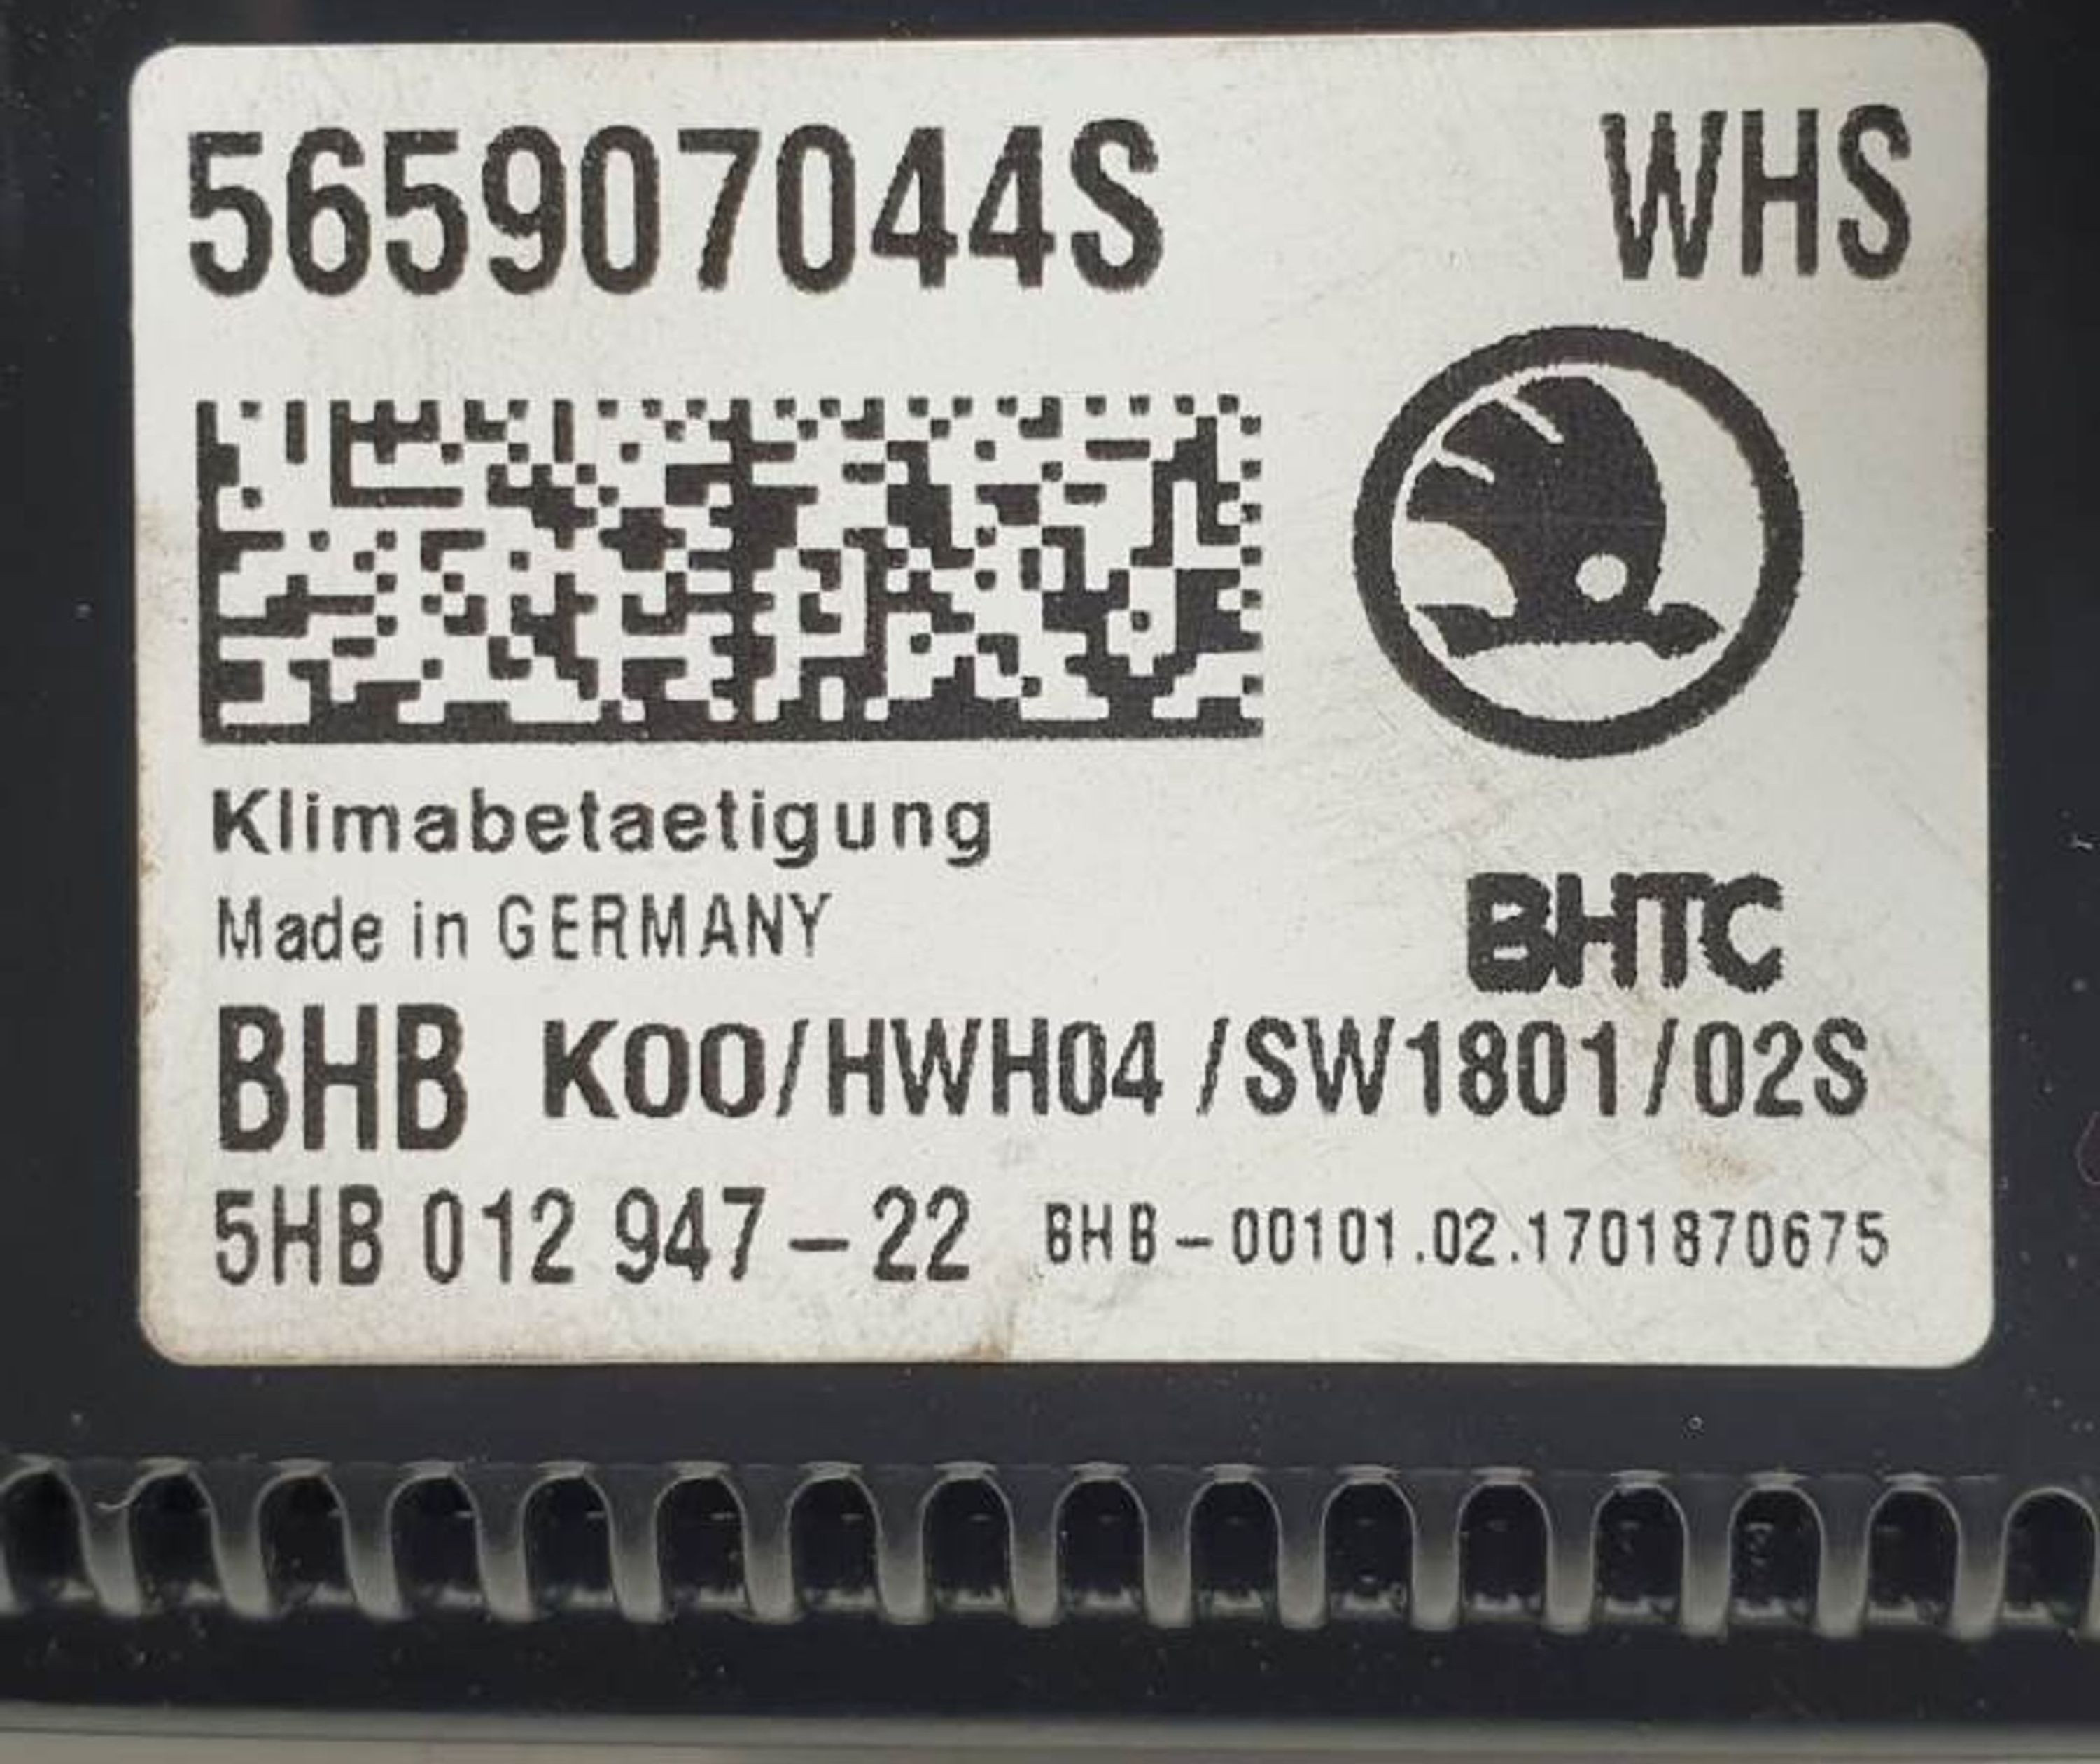 565907044S WHS
Klimabetaetigung
Made in GERMANY
BHTC
BHB K00/HWH04 /SW1801/02S
5HB 012 947-22 BHB-00101.02.1701870675